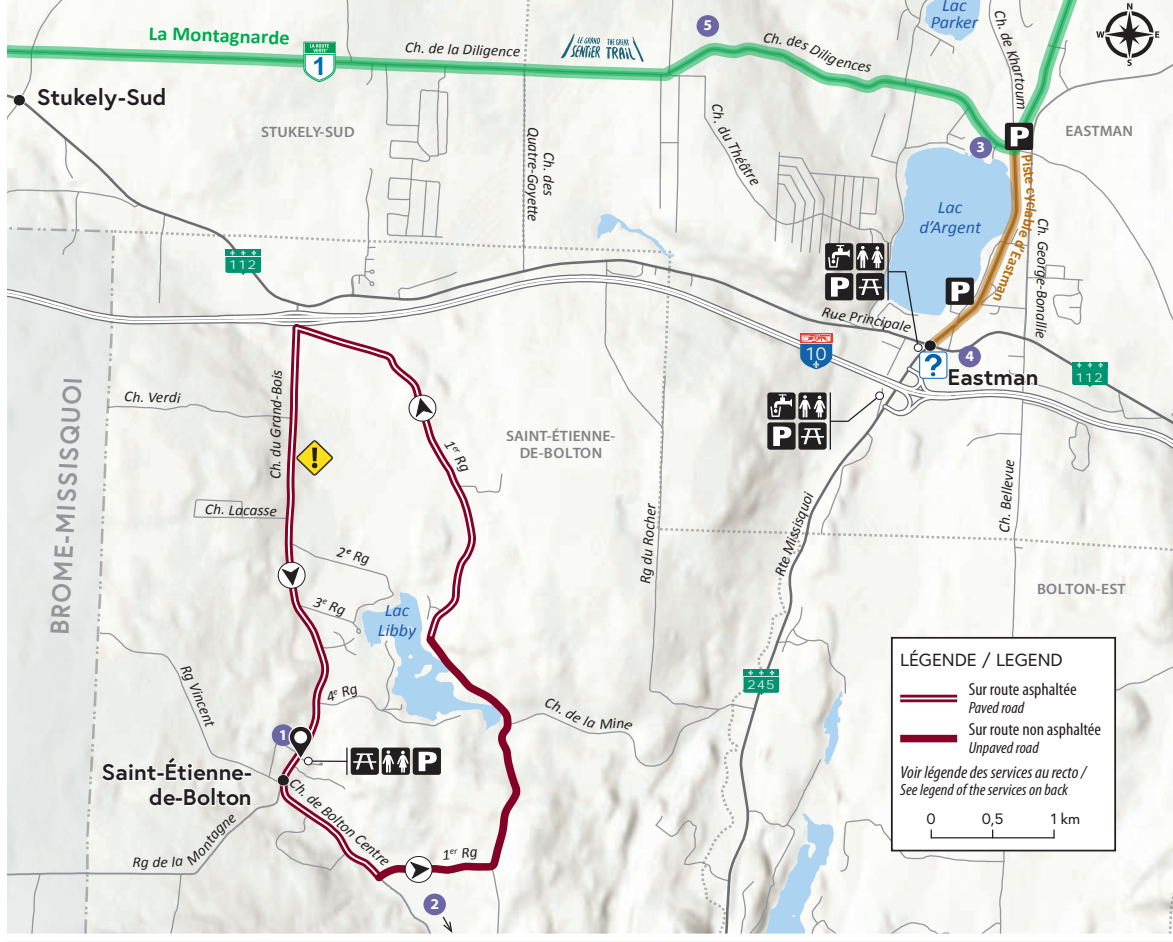 Lac
Parker
N
W
E
S
5
La Montagnarde
LA ROUTE
VERTE
1
Ch. de la Diligence
LE GRAND
SENTIER
THE GREAT
TRAIL
Ch. des Diligences
Ch. de Khartoum
Stukely-Sud
STUKELY-SUD
Ch. des
Quatre-Goyette
Ch. du Théâtre
3
P
EASTMAN
Lac
d'Argent
Piste cyclable d'Eastman
Ch. George-Bonallie
112
P
P
Rue Principale
10
?
4
Eastman
112
BROME-MISSISQUOI
Ch. Verdi
Ch. du Grand-Bois
!
1er Rg
SAINT-ÉTIENNE-
DE-BOLTON
P
Ch. Lacasse
Rg du Rocher
Rte Missisquoi
Ch. Bellevue
2e Rg
3e Rg
Lac
Libby
BOLTON-EST
4e Rg
Rg Vincent
Ch. de la Mine
245
1
P
Saint-Étienne-
de-Bolton
Ch. de Bolton Centre
Rg de la Montagne
1er Rg
2
LÉGENDE / LEGEND
Sur route asphaltée
Paved road
Sur route non asphaltée
Unpaved road
Voir légende des services au recto /
See legend of the services on back
0 0,5 1 km